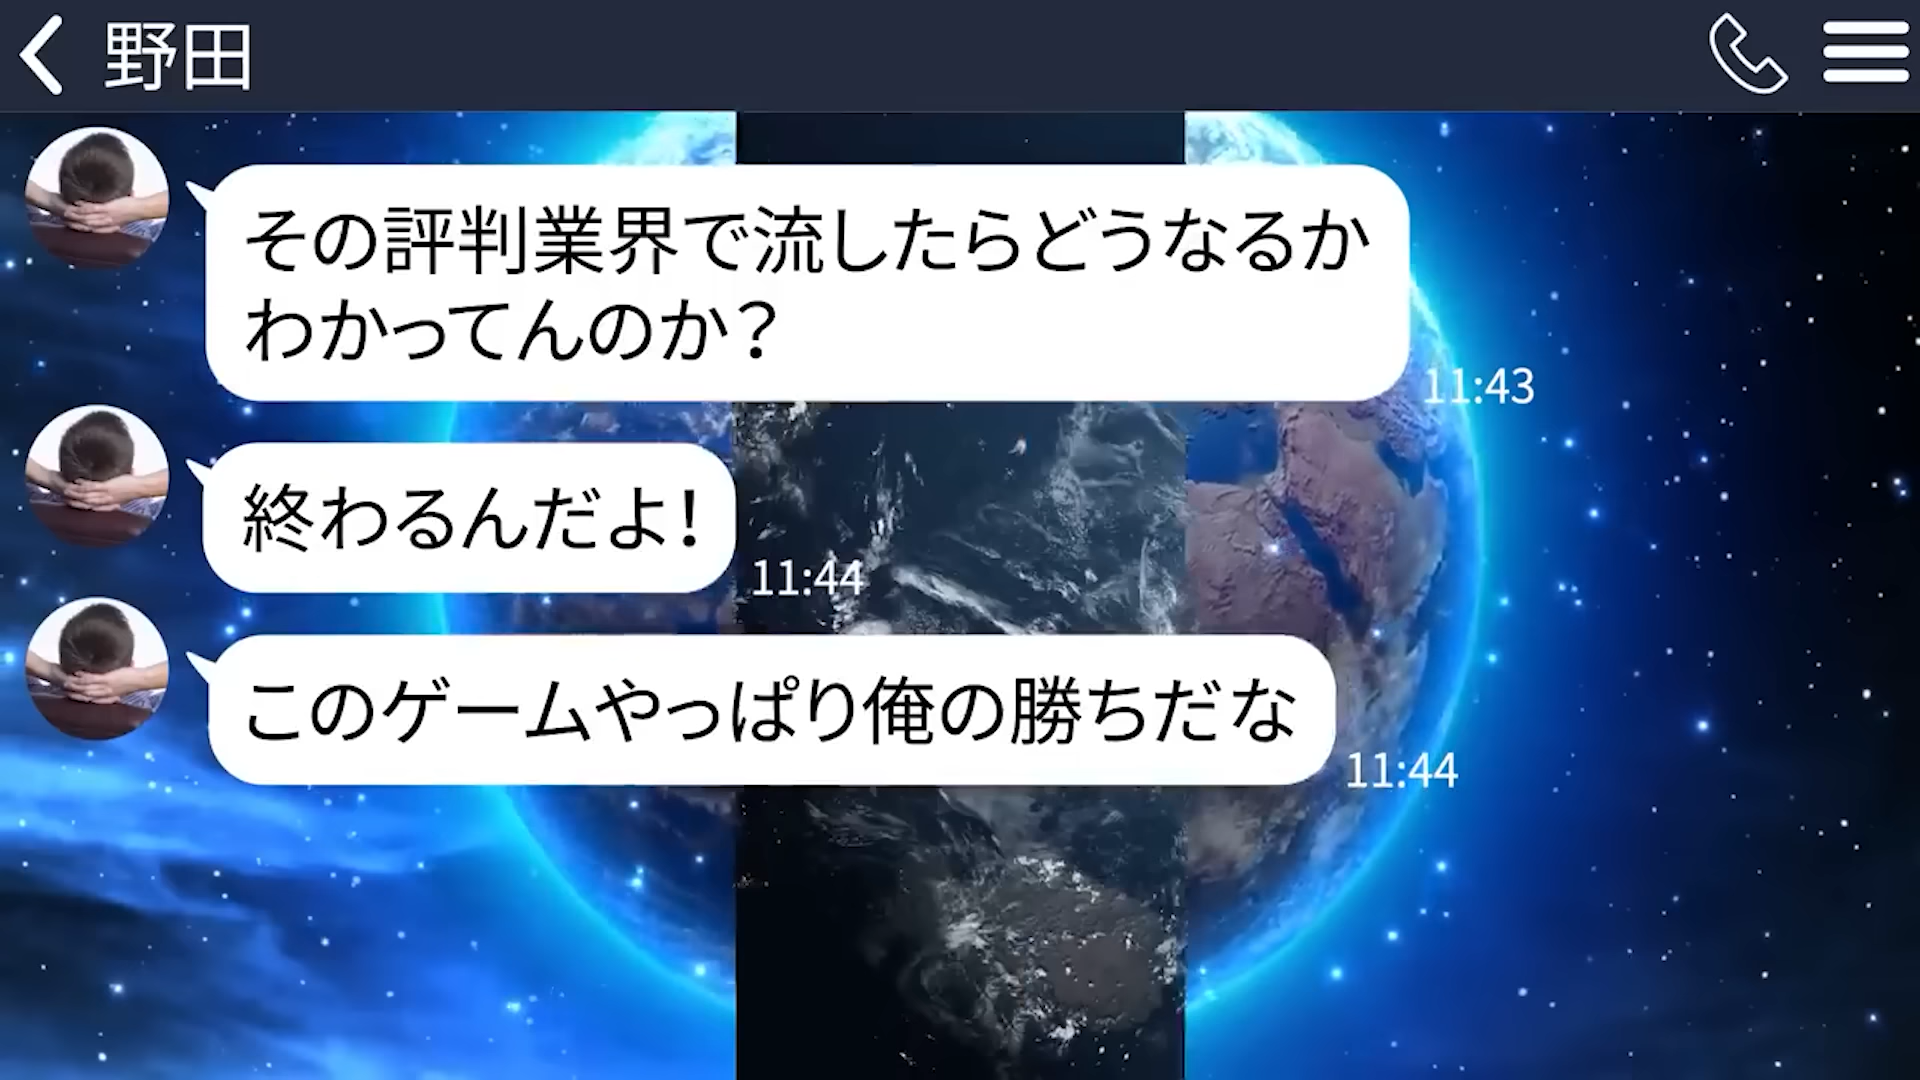 野田
その評判業界で流したらどうなるか
わかってんのか？
11:43
終わるんだよ！
11:44
このゲームやっぱり俺の勝ちだな
11:44